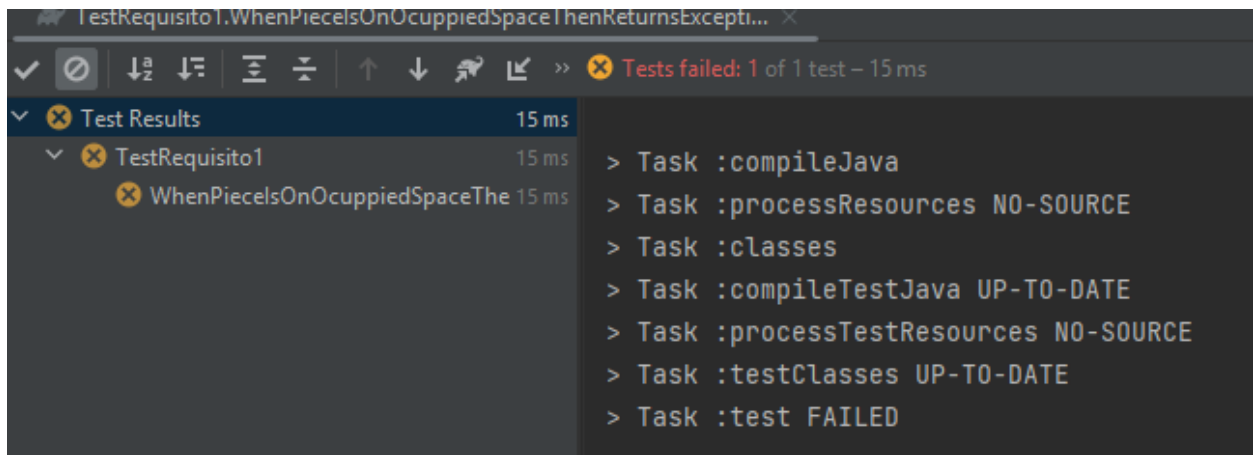 TestRequisito1.WhenPieceIsOnOcuppiedSpaceThenReturnsExcepti...
Tests failed: 1 of 1 test – 15 ms
Test Results 15 ms
TestRequisito1 15 ms
WhenPieceIsOnOcuppiedSpaceThe 15 ms
> Task :compileJava
> Task :processResources NO-SOURCE
> Task :classes
> Task :compileTestJava UP-TO-DATE
> Task :processTestResources NO-SOURCE
> Task :testClasses UP-TO-DATE
> Task :test FAILED